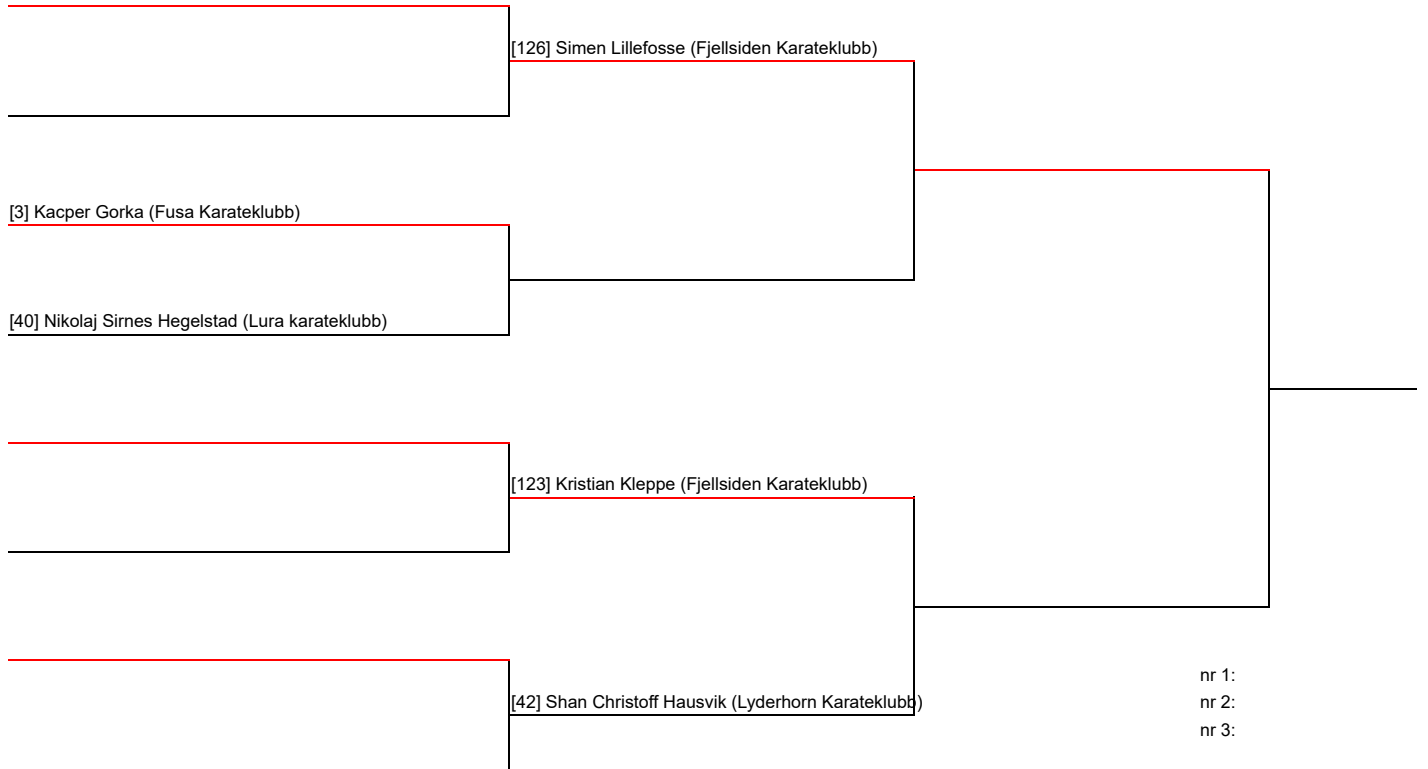 [126] Simen Lillefosse (Fjellsiden Karateklubb)
[3] Kacper Gorka (Fusa Karateklubb)
[40] Nikolaj Sirnes Hegelstad (Lura karateklubb)
[123] Kristian Kleppe (Fjellsiden Karateklubb)
[42] Shan Christoff Hausvik (Lyderhorn Karateklubb)
nr 1:
nr 2:
nr 3: